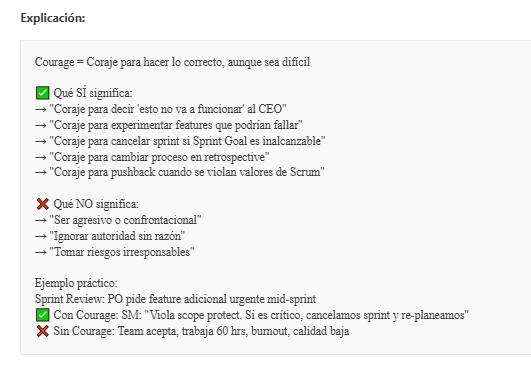 Explicación:
Courage = Coraje para hacer lo correcto, aunque sea difícil
✅ Qué SÍ significa:
→ "Coraje para decir 'esto no va a funcionar' al CEO"
→ "Coraje para experimentar features que podrían fallar"
→ "Coraje para cancelar sprint si Sprint Goal es inalcanzable"
→ "Coraje para cambiar proceso en retrospective"
→ "Coraje para pushback cuando se violan valores de Scrum"
❌ Qué NO significa:
→ "Ser agresivo o confrontacional"
→ "Ignorar autoridad sin razón"
→ "Tomar riesgos irresponsables"
Ejemplo práctico:
Sprint Review: PO pide feature adicional urgente mid-sprint
✅ Con Courage: SM: "Viola scope protect. Si es crítico, cancelamos sprint y re-planeamos"
❌ Sin Courage: Team acepta, trabaja 60 hrs, burnout, calidad baja